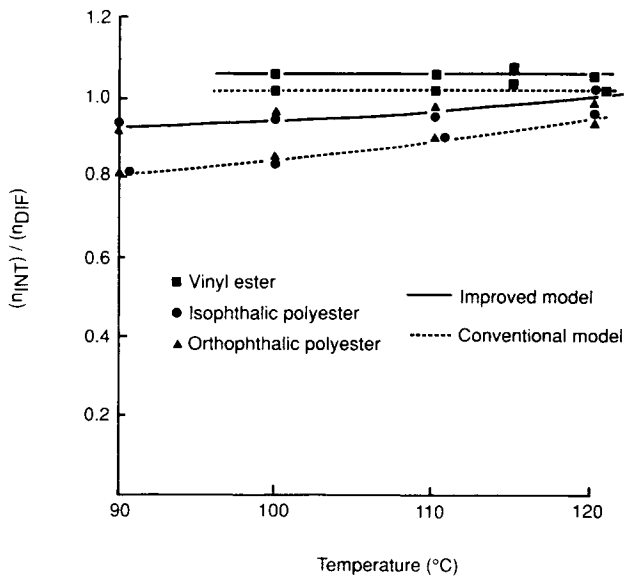 1.2
1.0
0.8
0.6
0.4
0.2
(nINT) / (nDIF)
Vinyl ester
Isophthalic polyester
Orthophthalic polyester
Improved model
Conventional model
90
100
110
120
Temperature (°C)